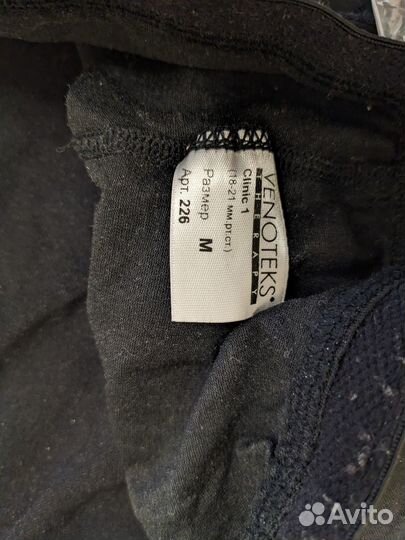 VENOTEKS®
THERAPY
Clinic 1
(18-21 мм.рт.ст.)
Размер M
Арт. 226
Avito